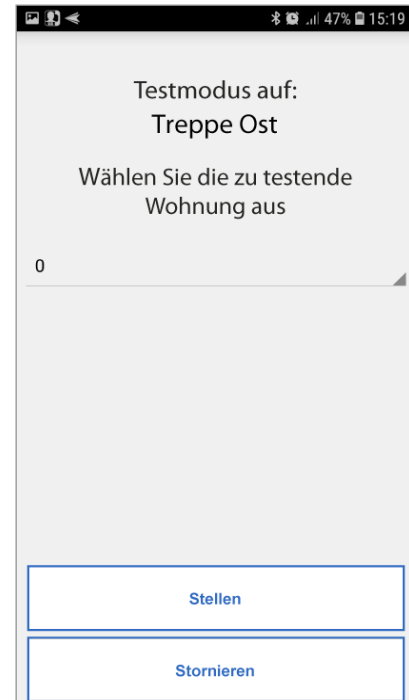 47% 15:19
Testmodus auf:
Treppe Ost
Wählen Sie die zu testende
Wohnung aus
0
Stellen
Stornieren